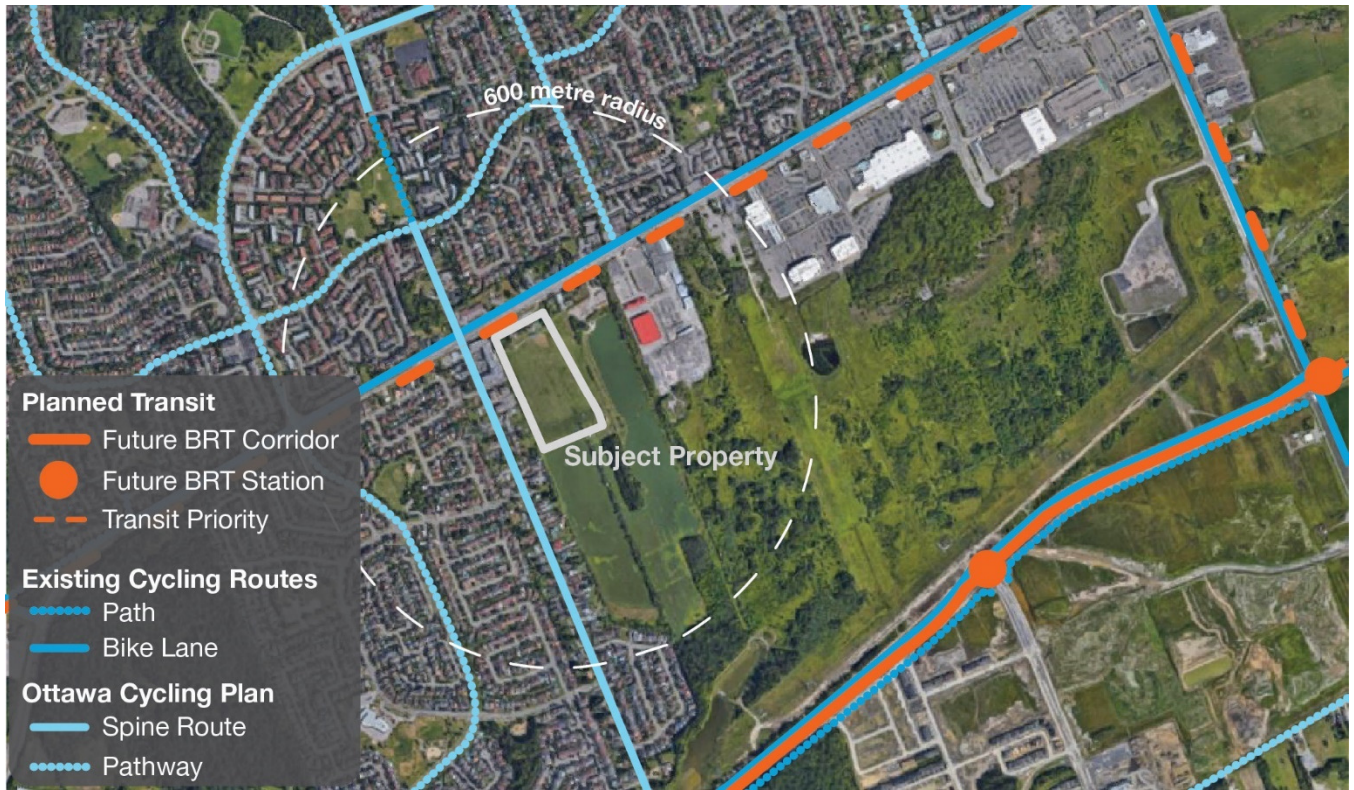 600 metre radius
Subject Property
Planned Transit
Future BRT Corridor
Future BRT Station
Transit Priority
Existing Cycling Routes
Path
Bike Lane
Ottawa Cycling Plan
Spine Route
Pathway